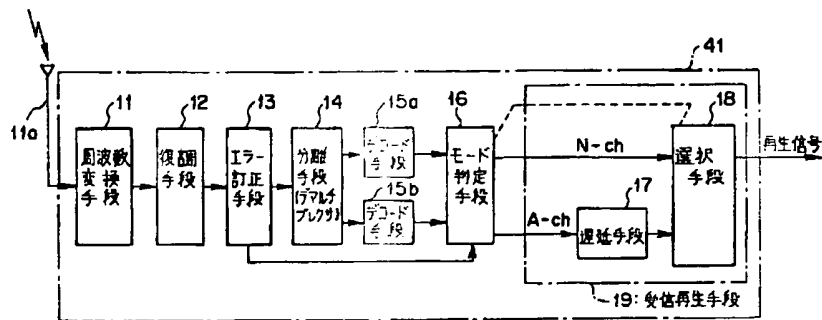 41
11a
11
周波数
変換
手段
12
復調
手段
13
エラー
訂正
手段
14
分離
手段
(デマルチ
プレクサ)
15a
デコード
手段
15b
デコード
手段
16
モード
判定
手段
N-ch
A-ch
17
遅延手段
18
選択
手段
再生信号
19:受信再生手段